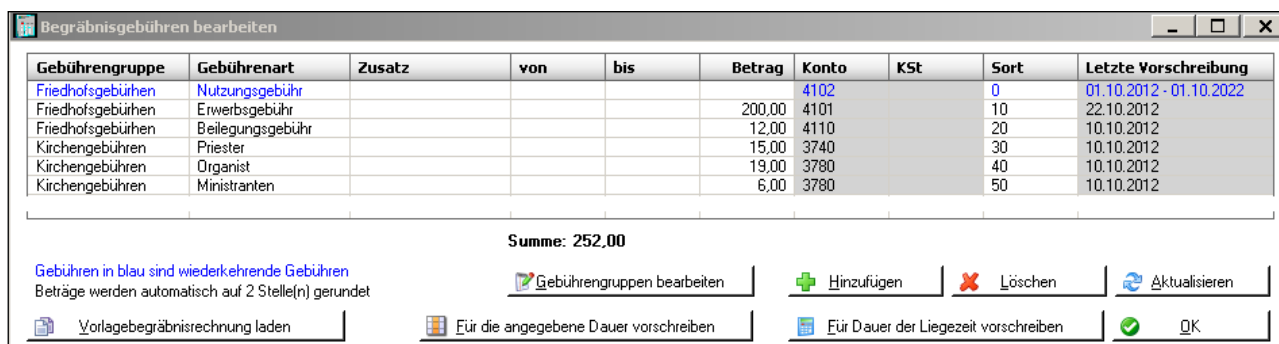 Begräbnisgebühren bearbeiten
Gebührengruppe Gebührenart Zusatz von bis Betrag Konto KSt Sort Letzte Vorschreibung
Friedhofsgebürhen Nutzungsgebühr 4102 0 01.10.2012 - 01.10.2022
Friedhofsgebürhen Erwerbsgebühr 200,00 4101 10 22.10.2012
Friedhofsgebürhen Beilegungsgebühr 12,00 4110 20 10.10.2012
Kirchengebühren Priester 15,00 3740 30 10.10.2012
Kirchengebühren Organist 19,00 3780 40 10.10.2012
Kirchengebühren Ministranten 6,00 3780 50 10.10.2012
Summe: 252,00
Gebühren in blau sind wiederkehrende Gebühren
Beträge werden automatisch auf 2 Stelle(n) gerundet
Gebührengruppen bearbeiten Hinzufügen Löschen Aktualisieren
Vorlagebegräbnisrechnung laden Für die angegebene Dauer vorschreiben Für Dauer der Liegezeit vorschreiben OK